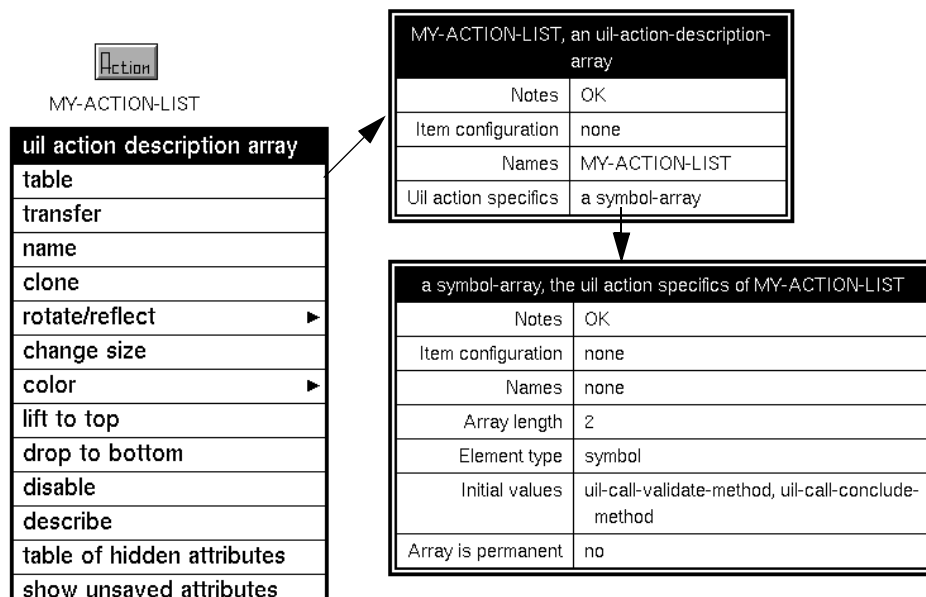 Action
MY-ACTION-LIST
uil action description array
table
transfer
name
clone
rotate/reflect
change size
color
lift to top
drop to bottom
disable
describe
table of hidden attributes
show unsaved attributes
MY-ACTION-LIST, an uil-action-description-
array
Notes OK
Item configuration none
Names MY-ACTION-LIST
Uil action specifics a symbol-array
a symbol-array, the uil action specifics of MY-ACTION-LIST
Notes OK
Item configuration none
Names none
Array length 2
Element type symbol
Initial values uil-call-validate-method, uil-call-conclude-
method
Array is permanent no